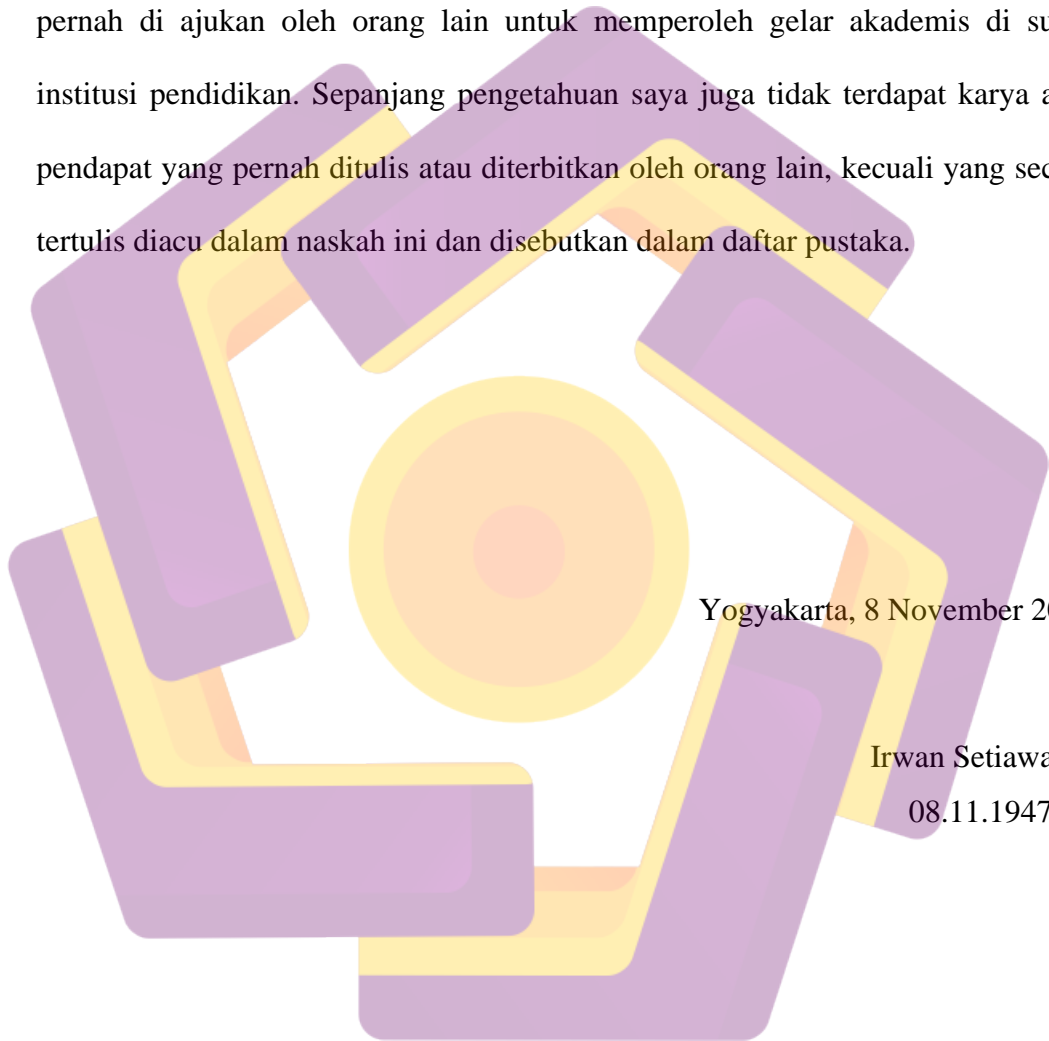 pernah di ajukan oleh orang lain untuk memperoleh gelar akademis di su
institusi pendidikan. Sepanjang pengetahuan saya juga tidak terdapat karya a
pendapat yang pernah ditulis atau diterbitkan oleh orang lain, kecuali yang sec
tertulis diacu dalam naskah ini dan disebutkan dalam daftar pustaka.
Yogyakarta, 8 November 20
Irwan Setiawa
08.11.1947